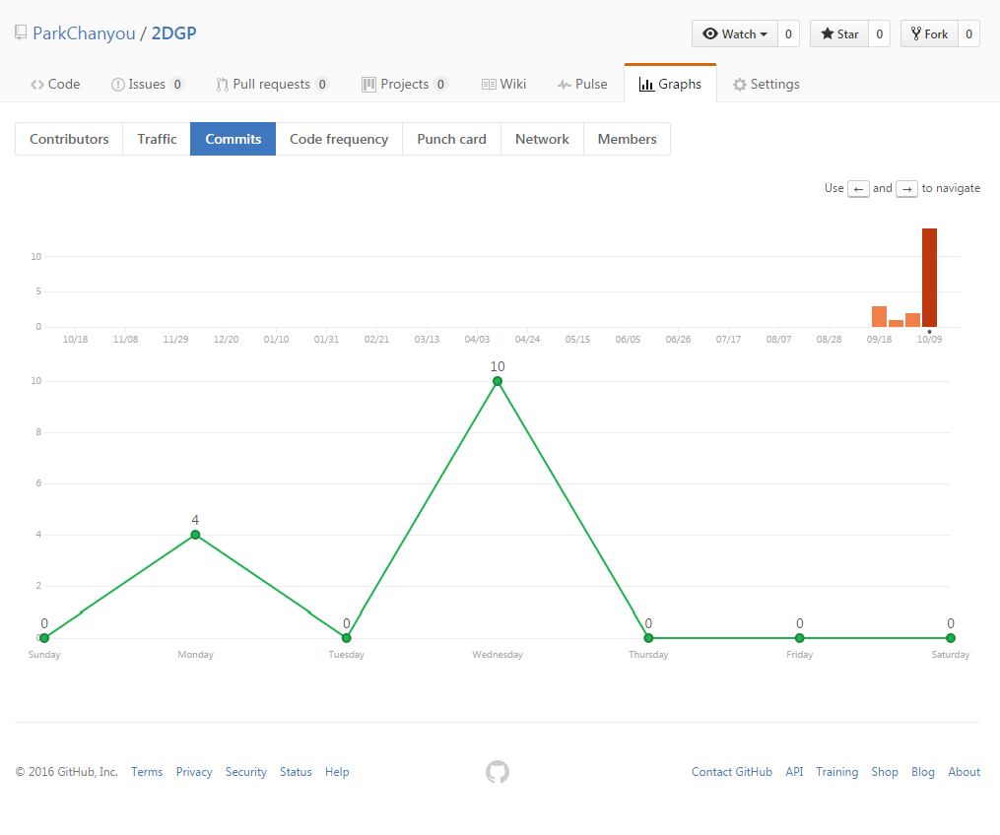 ParkChanyou / 2DGP
Watch 0 Star 0 Fork 0
Code Issues 0 Pull requests 0 Projects 0 Wiki Pulse Graphs Settings
Contributors Traffic Commits Code frequency Punch card Network Members
Use ← and → to navigate
10
5
0
10/18 11/08 11/29 12/20 01/10 01/31 02/21 03/13 04/03 04/24 05/15 06/05 06/26 07/17 08/07 08/28 09/18 10/09
10
10
8
6
4
4
2
0 0 0 0 0
0
Sunday Monday Tuesday Wednesday Thursday Friday Saturday
© 2016 GitHub, Inc. Terms Privacy Security Status Help Contact GitHub API Training Shop Blog About